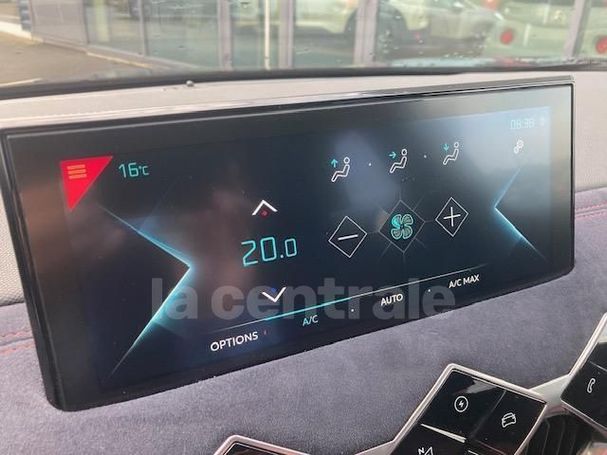 16°C
08:38
20.0
la centrale
OPTIONS
A/C
AUTO
A/C MAX